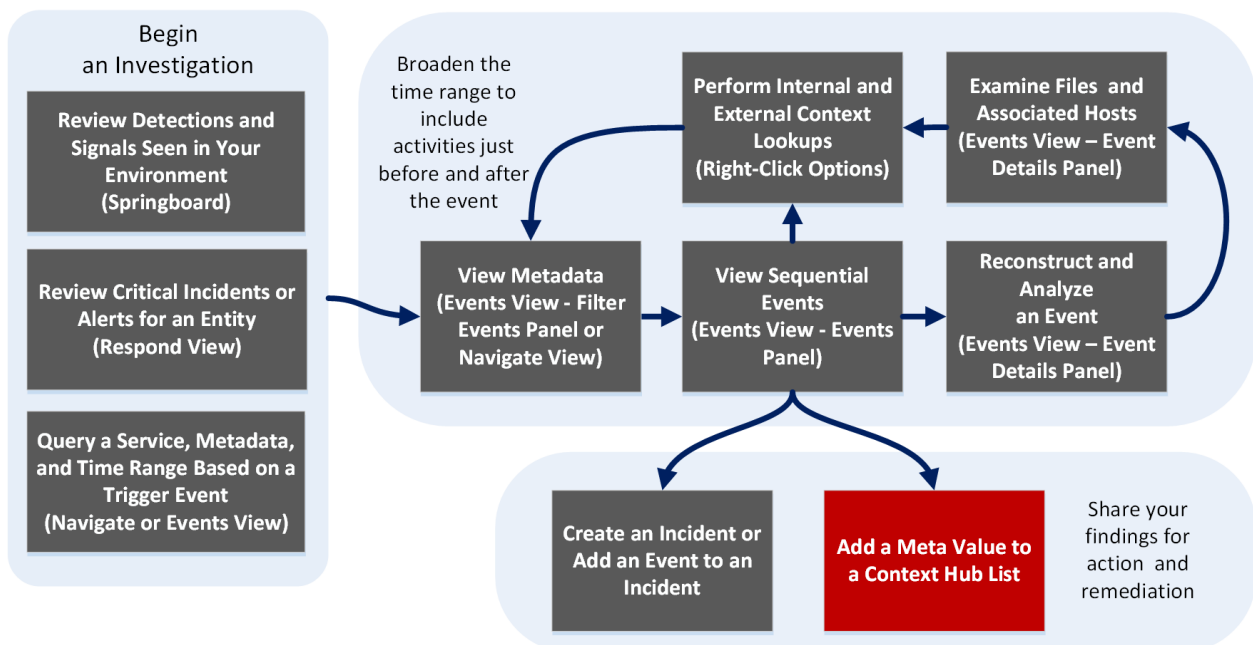 Begin
an Investigation
Review Detections and
Signals Seen in Your
Environment
(Springboard)
Review Critical Incidents or
Alerts for an Entity
(Respond View)
Query a Service, Metadata,
and Time Range Based on a
Trigger Event
(Navigate or Events View)
Broaden the
time range to
include
activities just
before and after
the event
Perform Internal and
External Context
Lookups
(Right-Click Options)
Examine Files and
Associated Hosts
(Events View – Event
Details Panel)
View Metadata
(Events View - Filter
Events Panel or
Navigate View)
View Sequential
Events
(Events View - Events
Panel)
Reconstruct and
Analyze
an Event
(Events View – Event
Details Panel)
Create an Incident or
Add an Event to an
Incident
Add a Meta Value to
a Context Hub List
Share your
findings for
action and
remediation